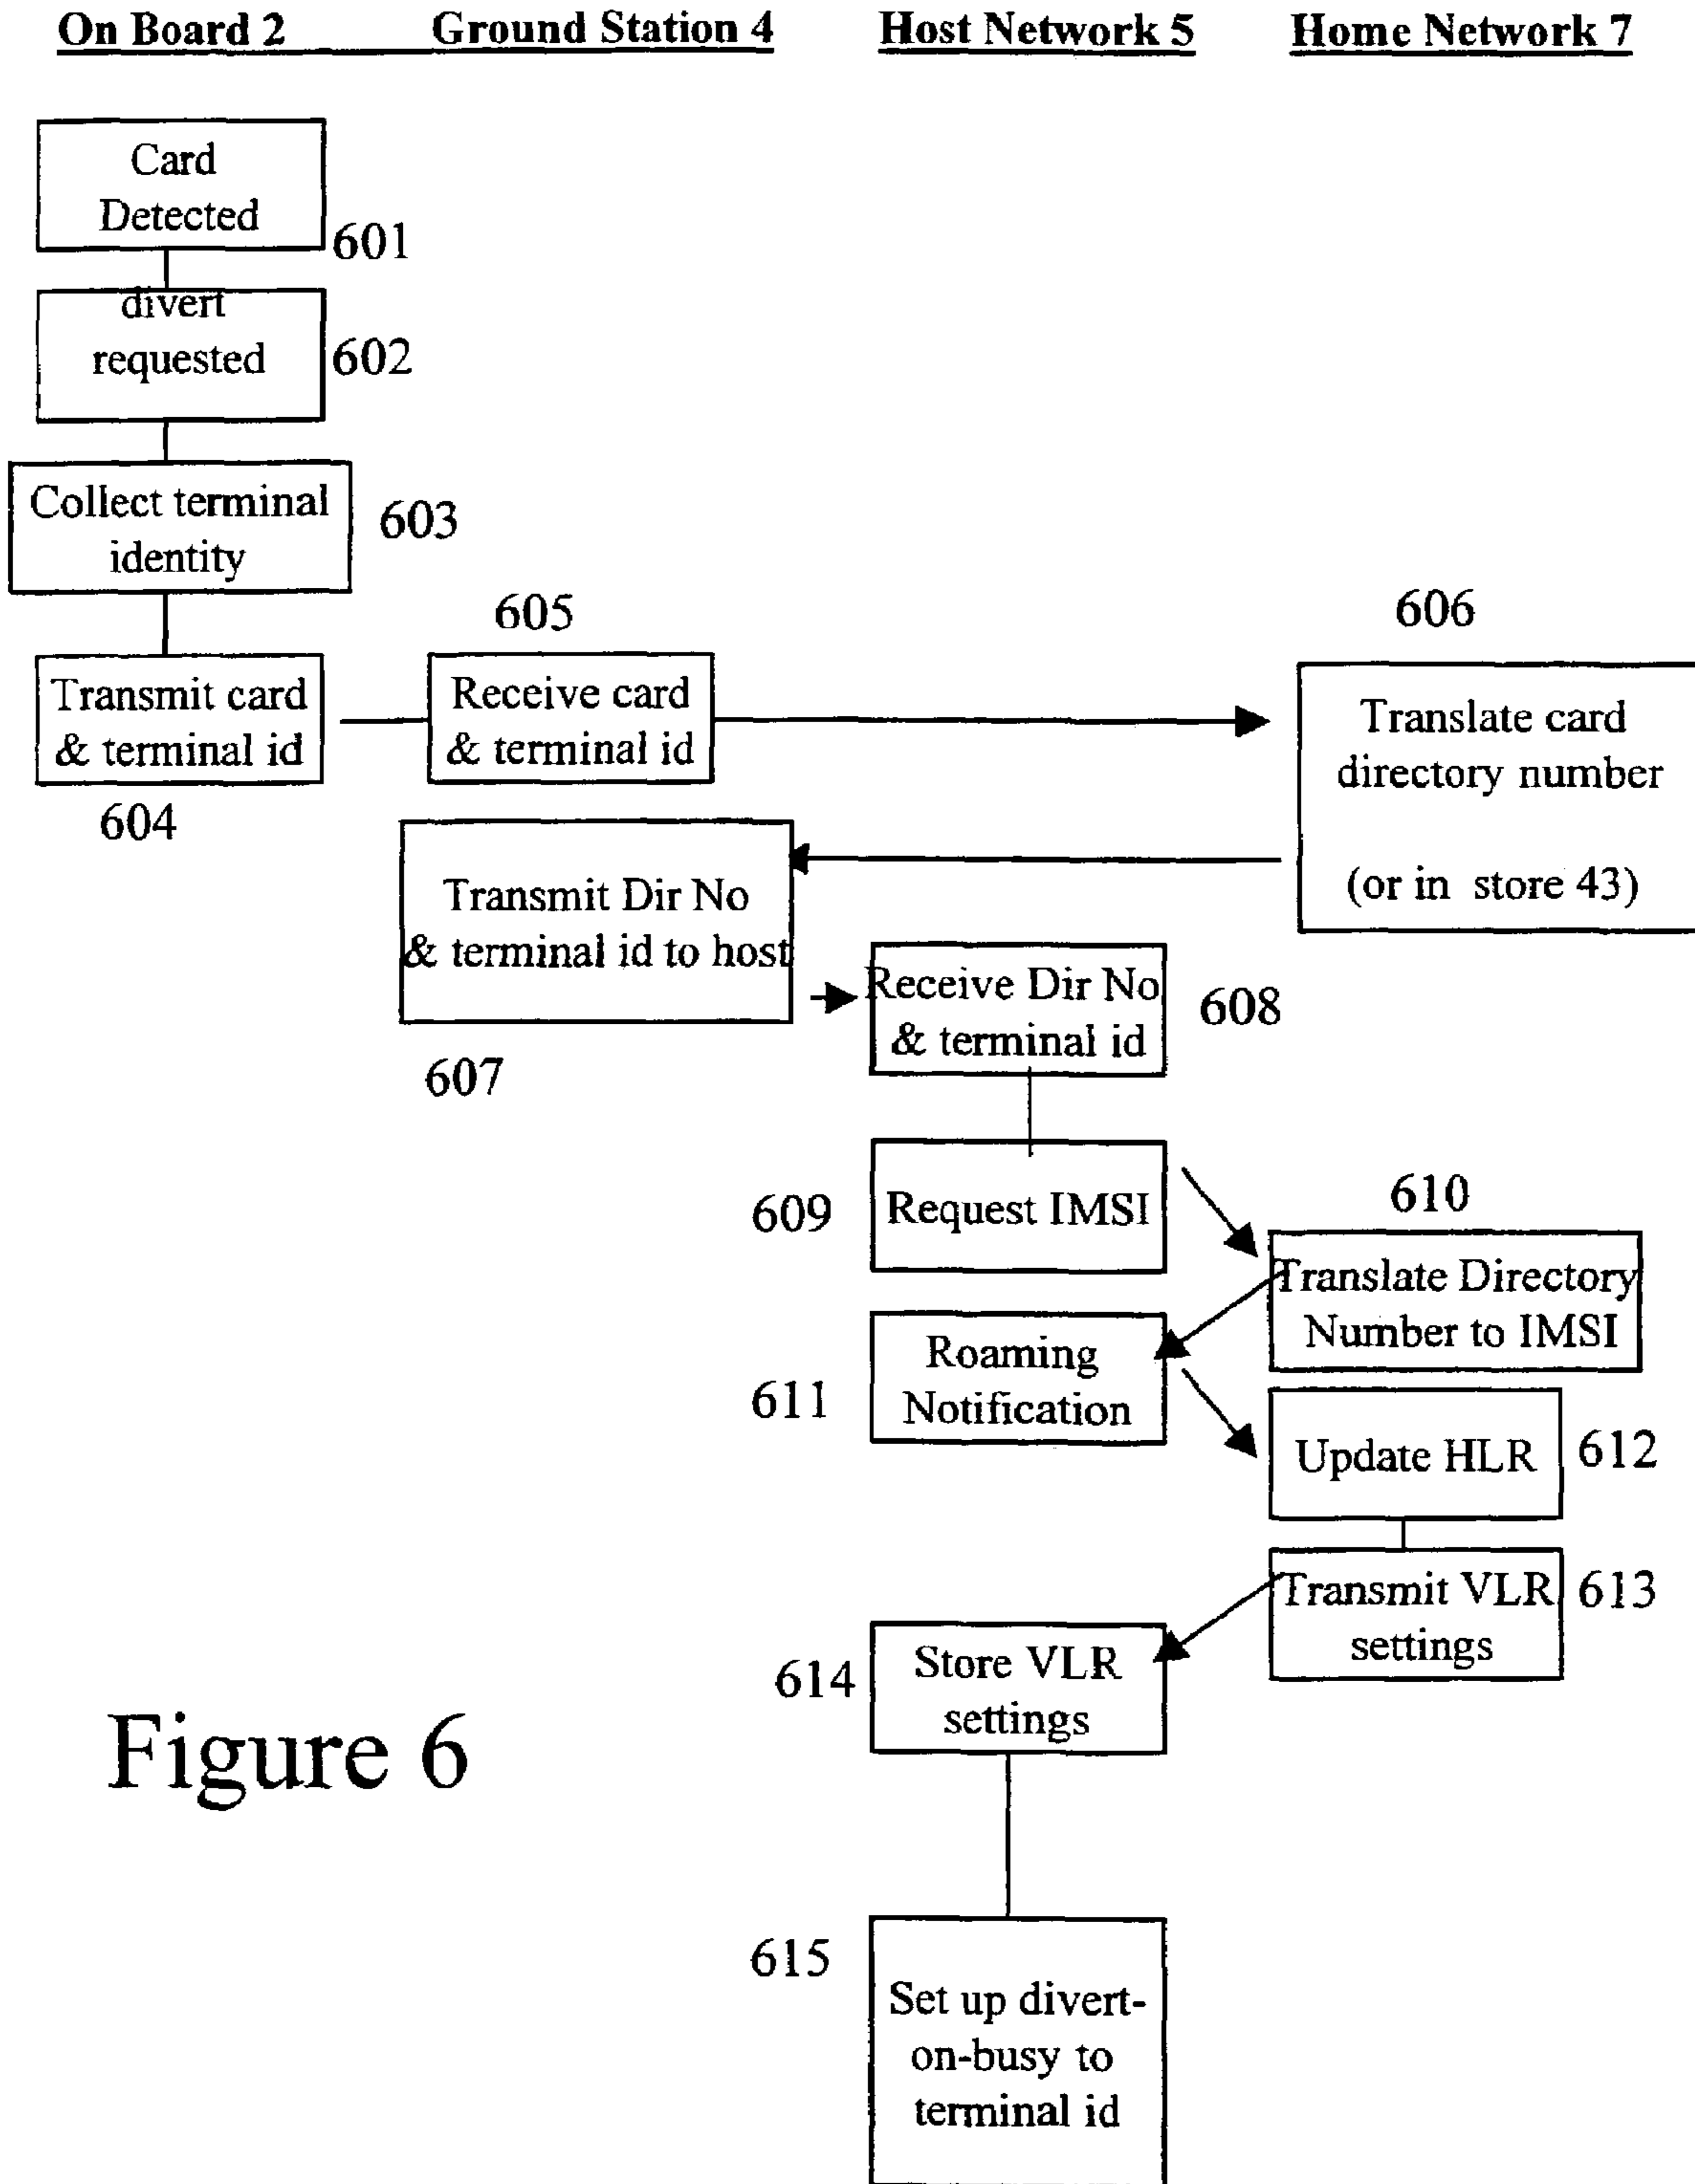 On Board 2 Ground Station 4 Host Network 5 Home Network 7
Card
Detected
601
divert
requested
602
Collect terminal
identity
603
Transmit card
& terminal id
604
605
Receive card
& terminal id
606
Translate card
directory number
(or in store 43)
Transmit Dir No
& terminal id to host
607
Receive Dir No
& terminal id
608
609
Request IMSI
610
Translate Directory
Number to IMSI
611
Roaming
Notification
Update HLR
612
Transmit VLR
settings
613
614
Store VLR
settings
615
Set up divert-
on-busy to
terminal id
Figure 6